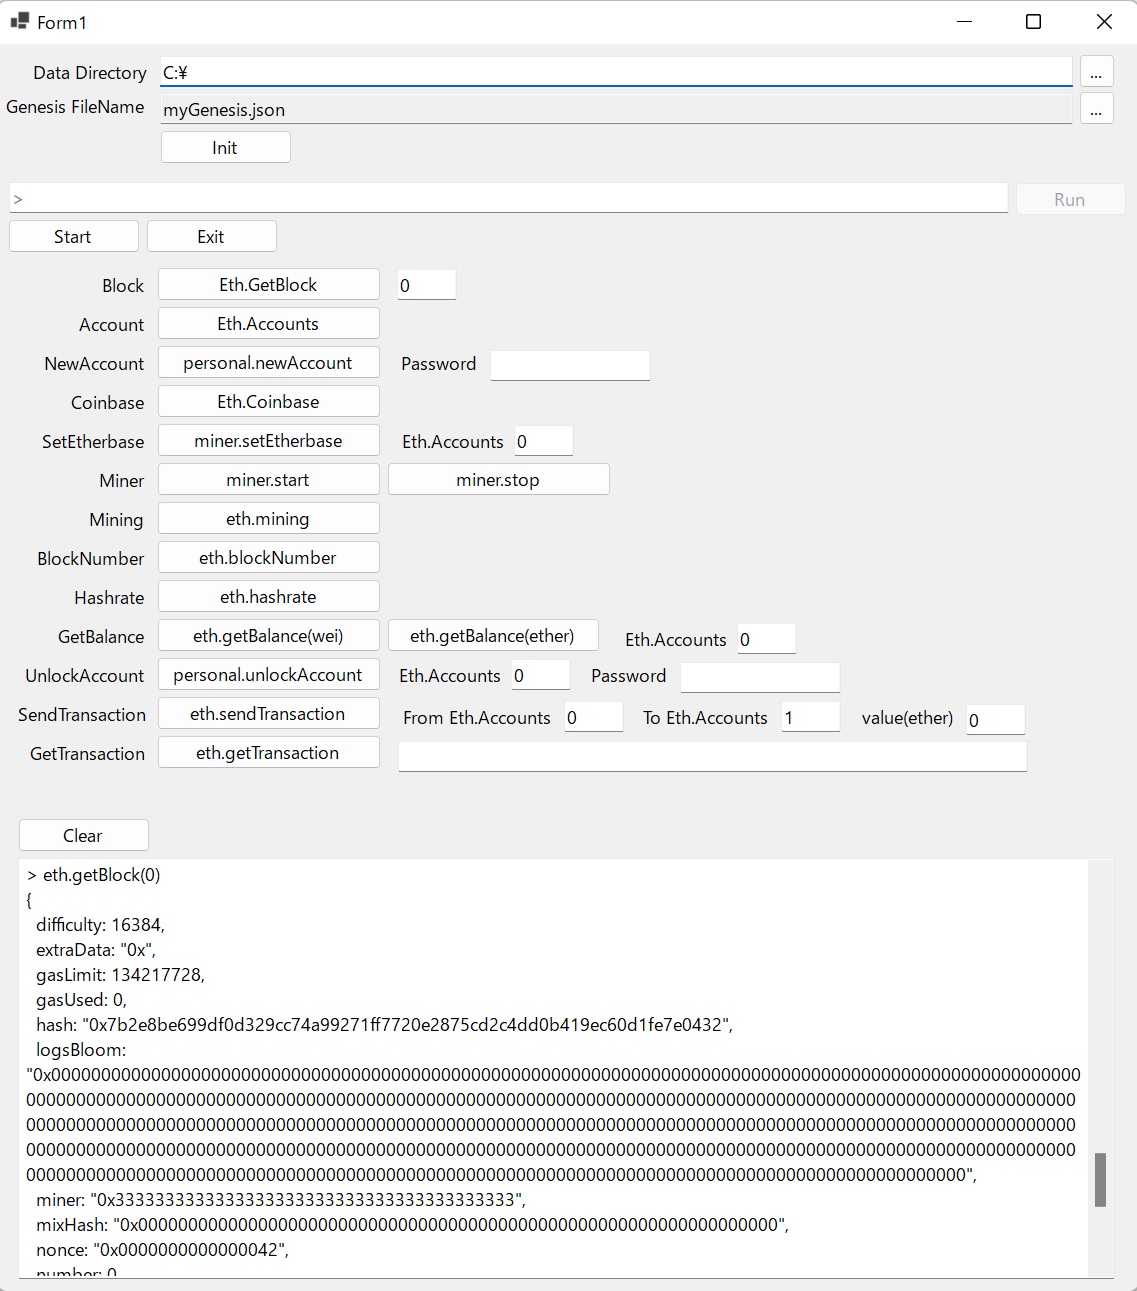 Form1
Data Directory C:¥ ...
Genesis FileName myGenesis.json ...
Init
> Run
Start Exit
Block Eth.GetBlock 0
Account Eth.Accounts
NewAccount personal.newAccount Password
Coinbase Eth.Coinbase
SetEtherbase miner.setEtherbase Eth.Accounts 0
Miner miner.start miner.stop
Mining eth.mining
BlockNumber eth.blockNumber
Hashrate eth.hashrate
GetBalance eth.getBalance(wei) eth.getBalance(ether) Eth.Accounts 0
UnlockAccount personal.unlockAccount Eth.Accounts 0 Password
SendTransaction eth.sendTransaction From Eth.Accounts 0 To Eth.Accounts 1 value(ether) 0
GetTransaction eth.getTransaction
Clear
> eth.getBlock(0)
{
difficulty: 16384,
extraData: "0x",
gasLimit: 134217728,
gasUsed: 0,
hash: "0x7b2e8be699df0d329cc74a99271ff7720e2875cd2c4dd0b419ec60d1fe7e0432",
logsBloom:
miner: "0x3333333333333333333333333333333333333333",
mixHash: "0x0000000000000000000000000000000000000000000000000000000000000000",
nonce: "0x0000000000000042",
number: 0